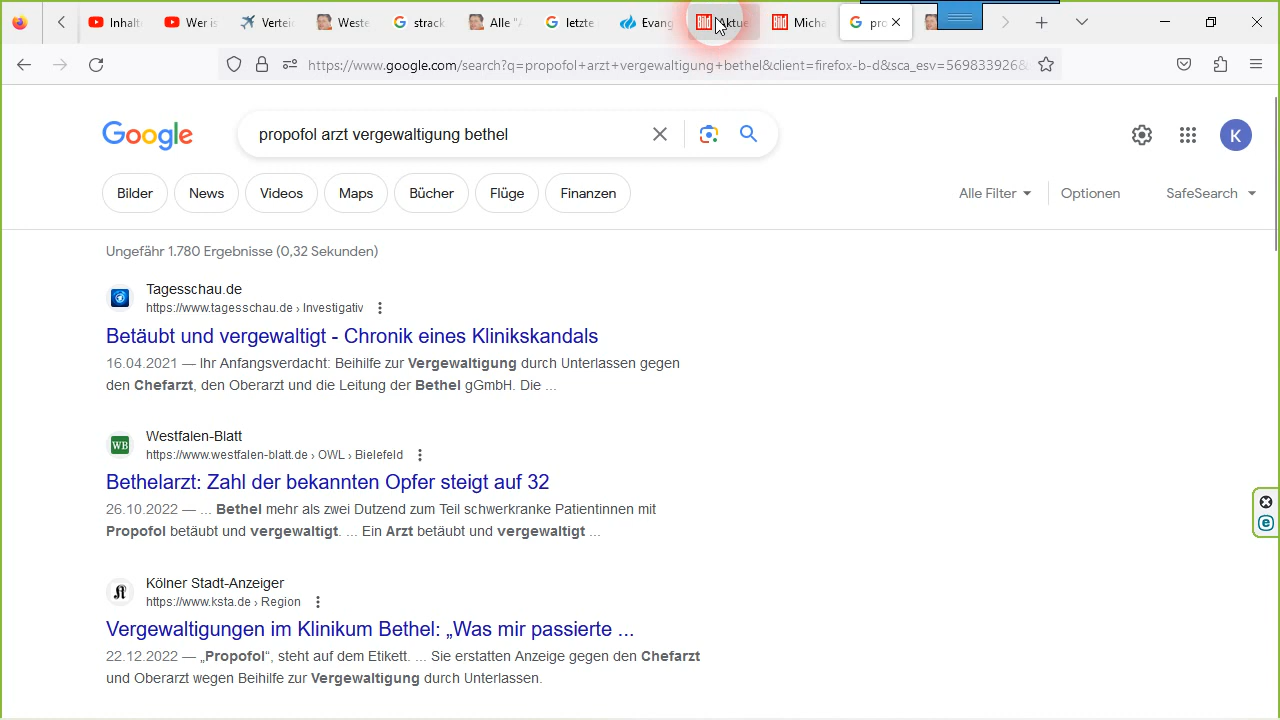 Inhalt
Wer is
Vertei
Weste
strack
Alle "A
letzte
Evang
Aktue
Micha
pro
https://www.google.com/search?q=propofol+arzt+vergewaltigung+bethel&client=firefox-b-d&sca_esv=569833926&
Google
propofol arzt vergewaltigung bethel
K
Bilder
News
Videos
Maps
Bücher
Flüge
Finanzen
Alle Filter
Optionen
SafeSearch
Ungefähr 1.780 Ergebnisse (0,32 Sekunden)
Tagesschau.de
https://www.tagesschau.de › Investigativ
Betäubt und vergewaltigt - Chronik eines Klinikskandals
16.04.2021 — Ihr Anfangsverdacht: Beihilfe zur Vergewaltigung durch Unterlassen gegen
den Chefarzt, den Oberarzt und die Leitung der Bethel gGmbH. Die ...
WB
Westfalen-Blatt
https://www.westfalen-blatt.de › OWL › Bielefeld
Bethelarzt: Zahl der bekannten Opfer steigt auf 32
26.10.2022 — ... Bethel mehr als zwei Dutzend zum Teil schwerkranke Patientinnen mit
Propofol betäubt und vergewaltigt. ... Ein Arzt betäubt und vergewaltigt ...
Kölner Stadt-Anzeiger
https://www.ksta.de › Region
Vergewaltigungen im Klinikum Bethel: „Was mir passierte ...
22.12.2022 — „Propofol“, steht auf dem Etikett. ... Sie erstatten Anzeige gegen den Chefarzt
und Oberarzt wegen Beihilfe zur Vergewaltigung durch Unterlassen.